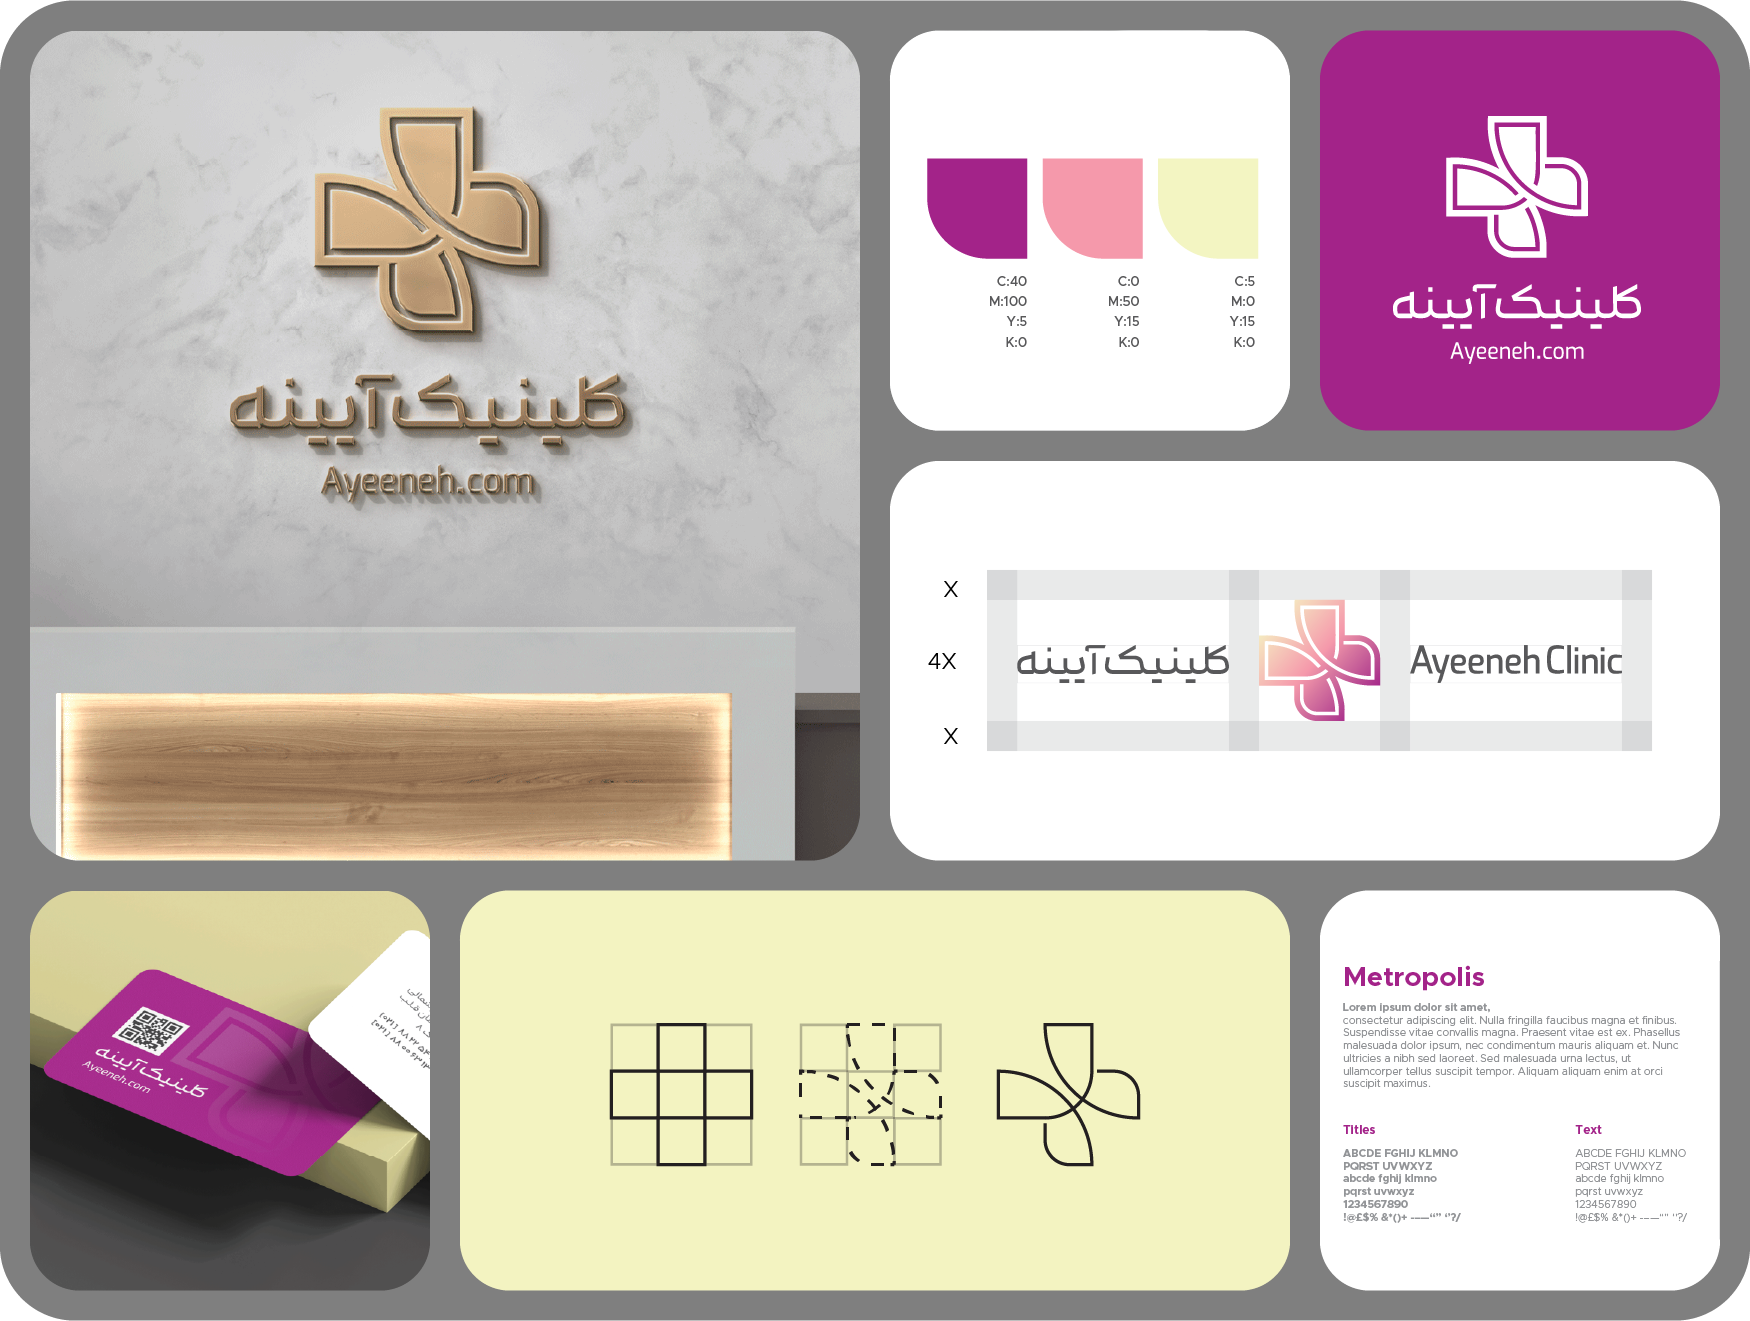 کلینیک آیینه
Ayeeneh.com
C:40
M:100
Y:5
K:0
C:0
M:50
Y:15
K:0
C:5
M:0
Y:15
K:0
کلینیک آیینه
Ayeeneh.com
X
4X
X
کلینیک آیینه
Ayeeneh Clinic
کلینیک آیینه
Ayeeneh.com
Metropolis
Lorem ipsum dolor sit amet,
consectetur adipiscing elit. Nulla fringilla faucibus magna et finibus.
Suspendisse vitae convallis magna. Praesent vitae est ex. Phasellus
malesuada dolor ipsum, nec condimentum mauris aliquam et. Nunc
ultricies a nibh sed laoreet. Sed malesuada urna lectus, ut
ullamcorper tellus suscipit tempor. Aliquam aliquam enim at orci
suscipit maximus.
Titles
ABCDE FGHIJ KLMNO
PQRST UVWXYZ
abcde fghij klmno
pqrst uvwxyz
1234567890
!@£$% &*()+ -–—“” ‘’?/
Text
ABCDE FGHIJ KLMNO
PQRST UVWXYZ
abcde fghij klmno
pqrst uvwxyz
1234567890
!@£$% &*()+ -–—“” ‘’?/